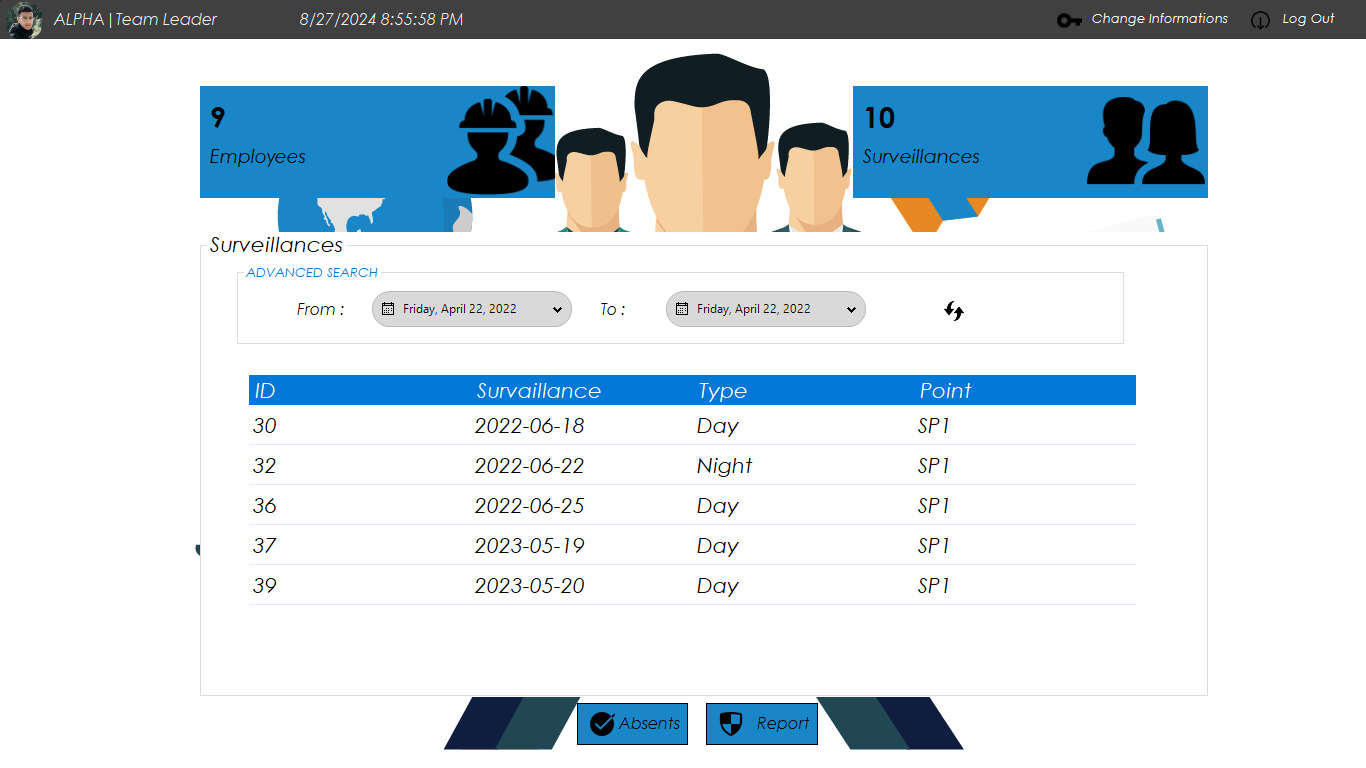 ALPHA|Team Leader 8/27/2024 8:55:58 PM Change Informations Log Out
9
Employees
10
Surveillances
Surveillances
ADVANCED SEARCH
From : Friday, April 22, 2022 To : Friday, April 22, 2022
ID Survaillance Type Point
30 2022-06-18 Day SP1
32 2022-06-22 Night SP1
36 2022-06-25 Day SP1
37 2023-05-19 Day SP1
39 2023-05-20 Day SP1
Absents Report